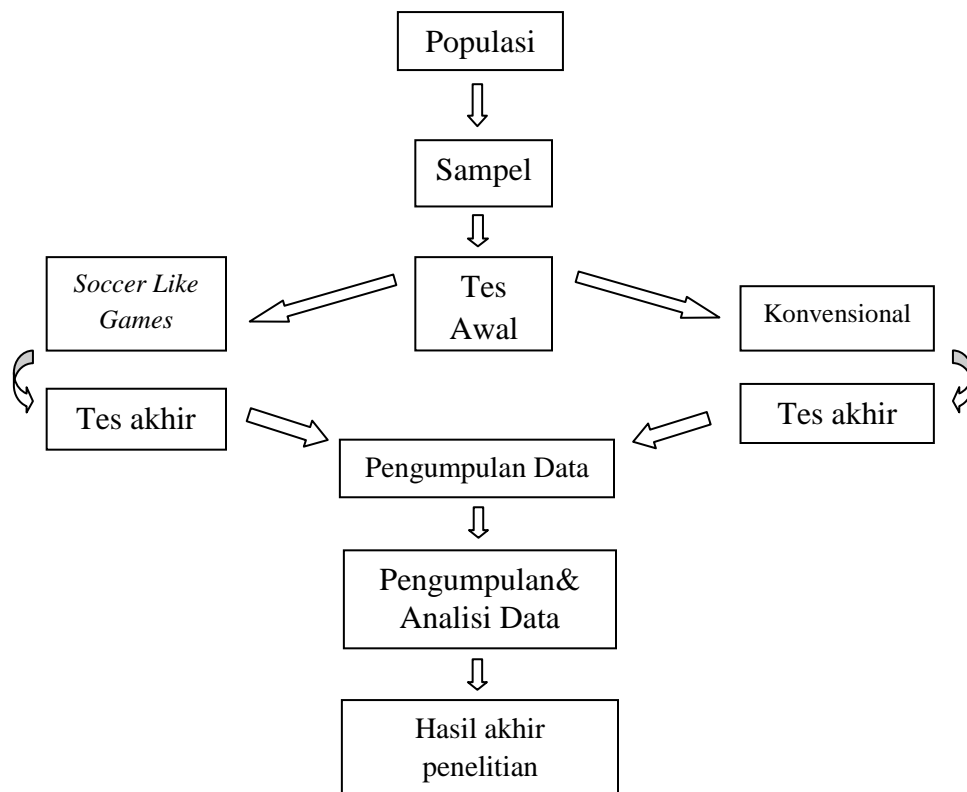 Populasi
Sampel
Tes
Awal
Soccer Like
Games
Konvensional
Tes akhir
Tes akhir
Pengumpulan Data
Pengumpulan&
Analisi Data
Hasil akhir
penelitian